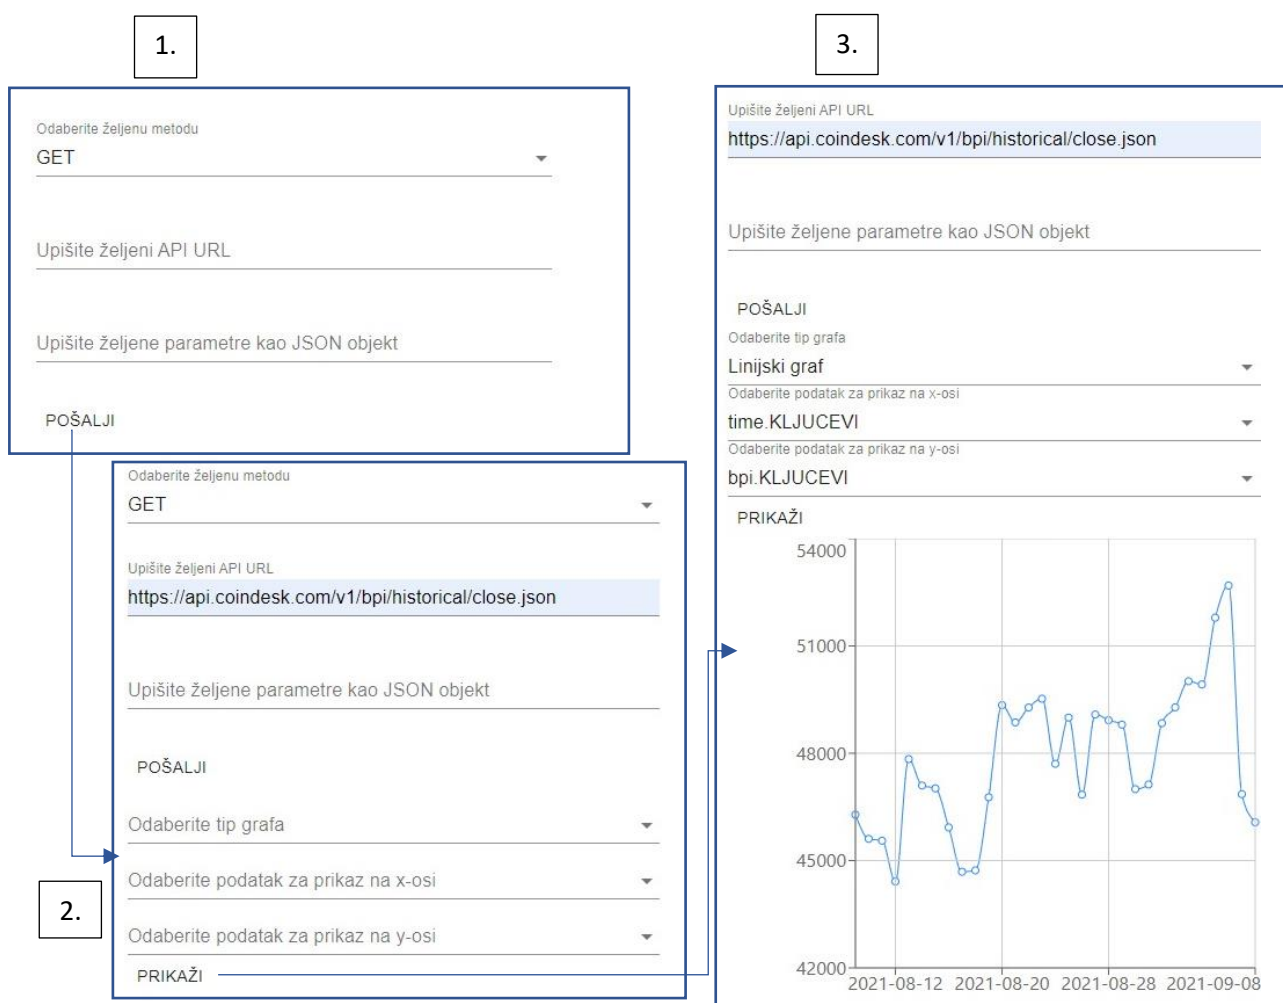 1.
Odaberite željenu metodu
GET
Upišite željeni API URL
Upišite željene parametre kao JSON objekt
POŠALJI
2.
Odaberite željenu metodu
GET
Upišite željeni API URL
https://api.coindesk.com/v1/bpi/historical/close.json
Upišite željene parametre kao JSON objekt
POŠALJI
Odaberite tip grafa
Odaberite podatak za prikaz na x-osi
Odaberite podatak za prikaz na y-osi
PRIKAŽI
3.
Upišite željeni API URL
https://api.coindesk.com/v1/bpi/historical/close.json
Upišite željene parametre kao JSON objekt
POŠALJI
Odaberite tip grafa
Linijski graf
Odaberite podatak za prikaz na x-osi
time.KLJUCEVI
Odaberite podatak za prikaz na y-osi
bpi.KLJUCEVI
PRIKAŽI
54000
51000
48000
45000
42000
2021-08-12 2021-08-20 2021-08-28 2021-09-08